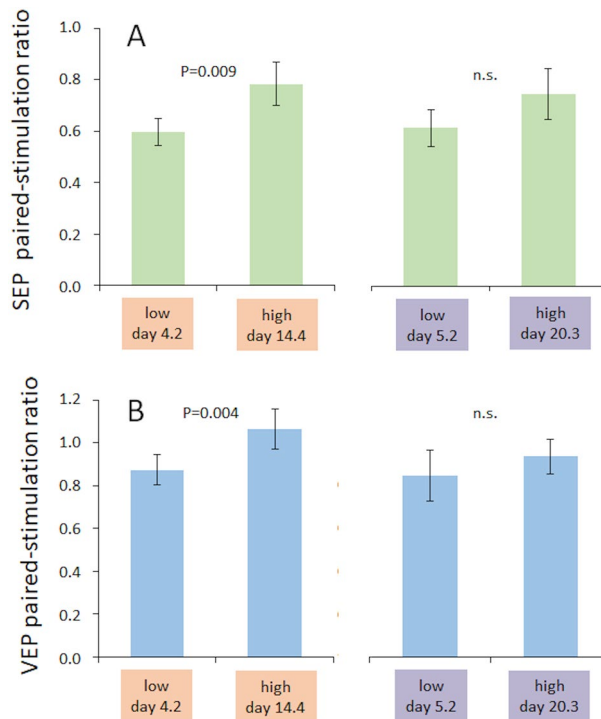 A
SEP paired-stimulation ratio
1.0
0.8
0.6
0.4
0.2
0.0
P=0.009
n.s.
low
day 4.2
high
day 14.4
low
day 5.2
high
day 20.3
B
VEP paired-stimulation ratio
1.2
1.0
0.8
0.6
0.4
0.2
0.0
P=0.004
n.s.
low
day 4.2
high
day 14.4
low
day 5.2
high
day 20.3